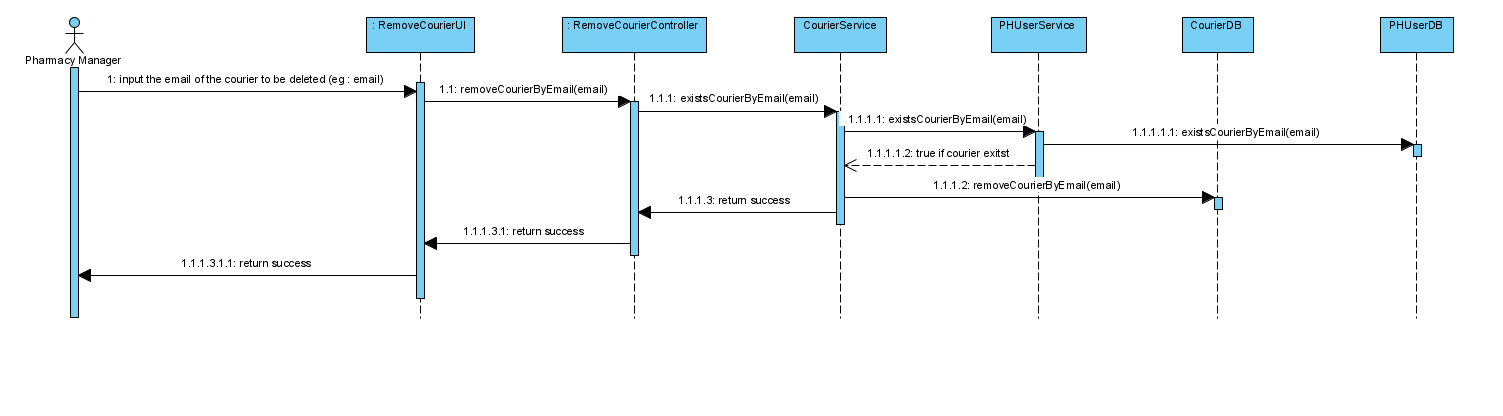 : RemoveCourierUI
: RemoveCourierController
CourierService
PHUserService
CourierDB
PHUserDB
Pharmacy Manager
1: input the email of the courier to be deleted (eg : email)
1.1: removeCourierByEmail(email)
1.1.1: existsCourierByEmail(email)
1.1.1.1: existsCourierByEmail(email)
1.1.1.1.1: existsCourierByEmail(email)
1.1.1.1.2: true if courier exitst
1.1.1.2: removeCourierByEmail(email)
1.1.1.3: return success
1.1.1.3.1: return success
1.1.1.3.1.1: return success